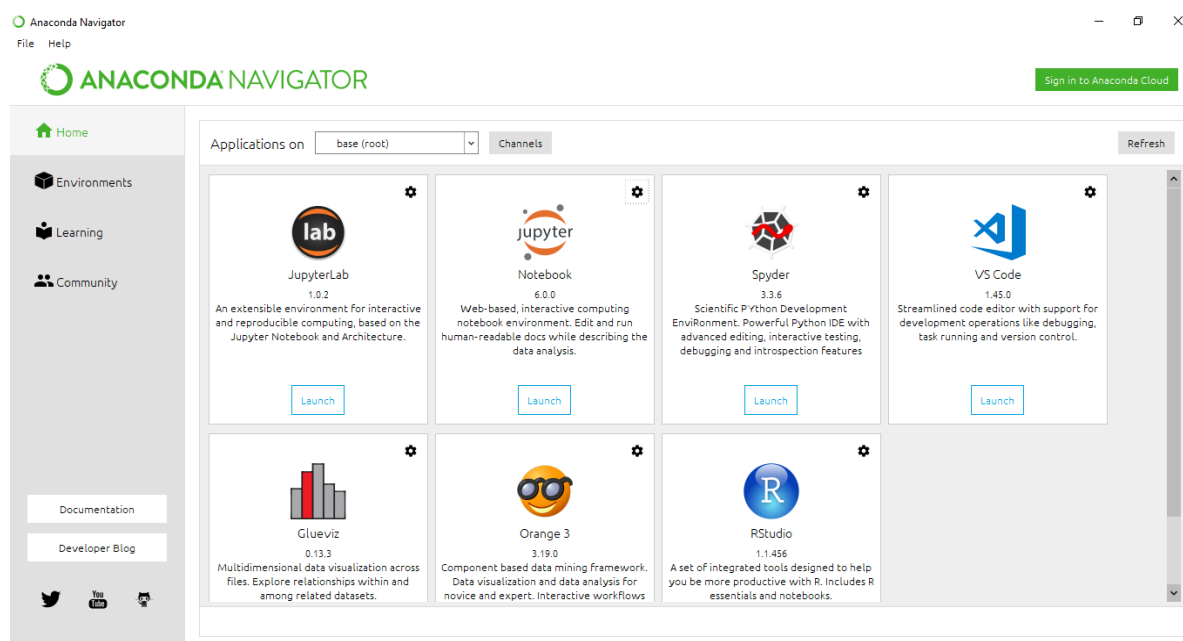 Anaconda Navigator
File Help
ANACONDA NAVIGATOR
Sign in to Anaconda Cloud
Home
Environments
Learning
Community
Documentation
Developer Blog
You
Tube
Applications on base (root) Channels Refresh
lab
JupyterLab
1.0.2
An extensible environment for interactive
and reproducible computing, based on the
Jupyter Notebook and Architecture.
Launch
jupyter
Notebook
6.0.0
Web-based, interactive computing
notebook environment. Edit and run
human-readable docs while describing the
data analysis.
Launch
Spyder
3.3.6
Scientific PYthon Development
EnviRonment. Powerful Python IDE with
advanced editing, interactive testing,
debugging and introspection features
Launch
VS Code
1.45.0
Streamlined code editor with support for
development operations like debugging,
task running and version control.
Launch
Glueviz
0.13.3
Multidimensional data visualization across
files. Explore relationships within and
among related datasets.
Orange 3
3.19.0
Component based data mining framework.
Data visualization and data analysis for
novice and expert. Interactive workflows
R
RStudio
1.1.456
A set of integrated tools designed to help
you be more productive with R. Includes R
essentials and notebooks.